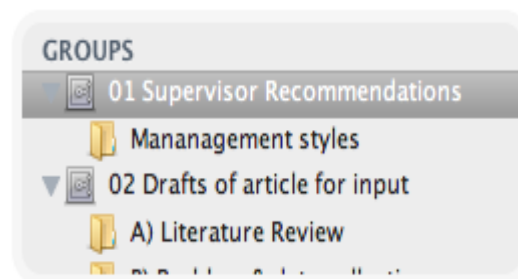 GROUPS
01 Supervisor Recommendations
Mananagement styles
02 Drafts of article for input
A) Literature Review